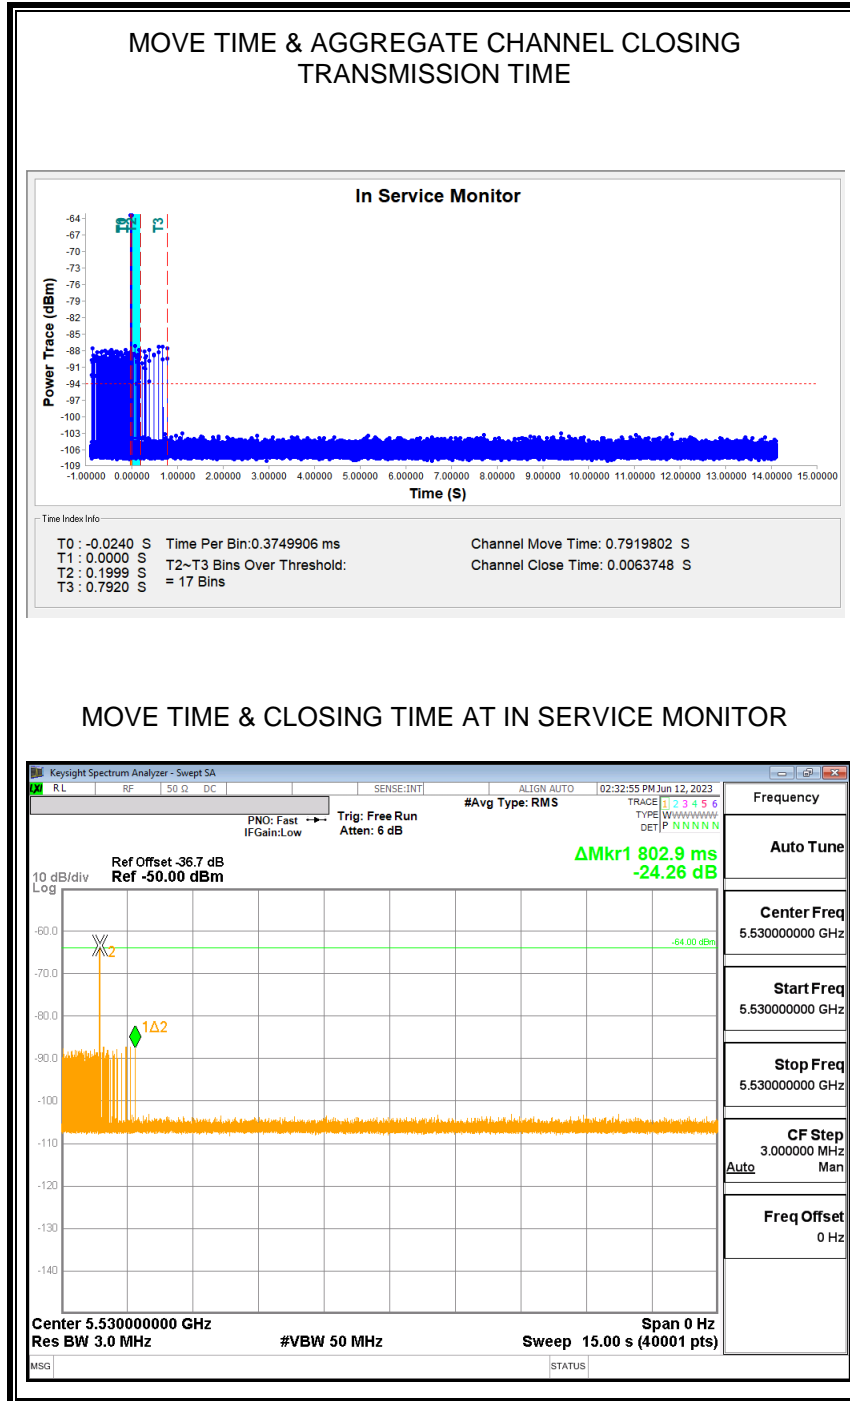 MOVE TIME & AGGREGATE CHANNEL CLOSING
TRANSMISSION TIME
In Service Monitor
Power Trace (dBm)
-64
-67
-70
-73
-76
-79
-82
-85
-88
-91
-94
-97
-100
-103
-106
-109
T2
T3
-1.00000 0.00000 1.00000 2.00000 3.00000 4.00000 5.00000 6.00000 7.00000 8.00000 9.00000 10.00000 11.00000 12.00000 13.00000 14.00000 15.00000
Time (S)
Time Index Info
T0 : -0.0240 S
T1 : 0.0000 S
T2 : 0.1999 S
T3 : 0.7920 S
Time Per Bin:0.3749906 ms
T2~T3 Bins Over Threshold:
= 17 Bins
Channel Move Time: 0.7919802 S
Channel Close Time: 0.0063748 S
MOVE TIME & CLOSING TIME AT IN SERVICE MONITOR
Keysight Spectrum Analyzer - Swept SA
LXI RL RF 50 Ω DC SENSE:INT ALIGN AUTO 02:32:55 PM Jun 12, 2023
PNO: Fast
IFGain:Low
Trig: Free Run
Atten: 6 dB
#Avg Type: RMS
TRACE 1 2 3 4 5 6
TYPE WWWWWW
DET P N N N N N
ΔMkr1 802.9 ms
-24.26 dB
Ref Offset -36.7 dB
10 dB/div Ref -50.00 dBm
Log
-60.0
-70.0
-80.0
-90.0
-100
-110
-120
-130
-140
-64.00 dBm
2
1Δ2
Center 5.530000000 GHz Span 0 Hz
Res BW 3.0 MHz #VBW 50 MHz Sweep 15.00 s (40001 pts)
MSG STATUS
Frequency
Auto Tune
Center Freq
5.530000000 GHz
Start Freq
5.530000000 GHz
Stop Freq
5.530000000 GHz
CF Step
3.000000 MHz
Auto Man
Freq Offset
0 Hz